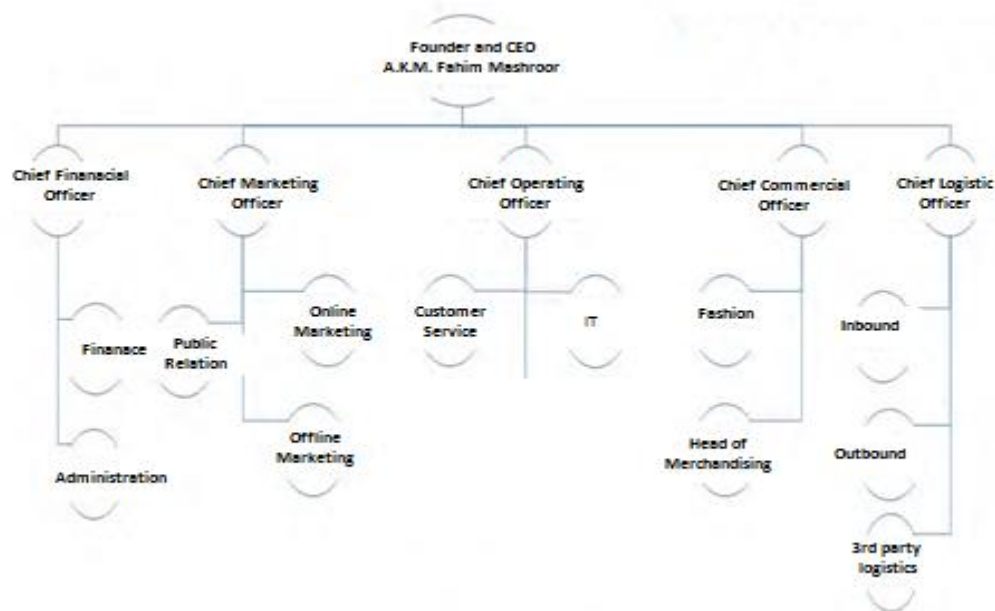 Founder and CEO
A.K.M. Fahim Mashroor
Chief Finanacial
Officer
Chief Marketing
Officer
Chief Operating
Officer
Chief Commercial
Officer
Chief Logistic
Officer
Finanace
Administration
Public
Relation
Online
Marketing
Offline
Marketing
Customer
Service
IT
Fashion
Head of
Merchandising
Inbound
Outbound
3rd party
logistics